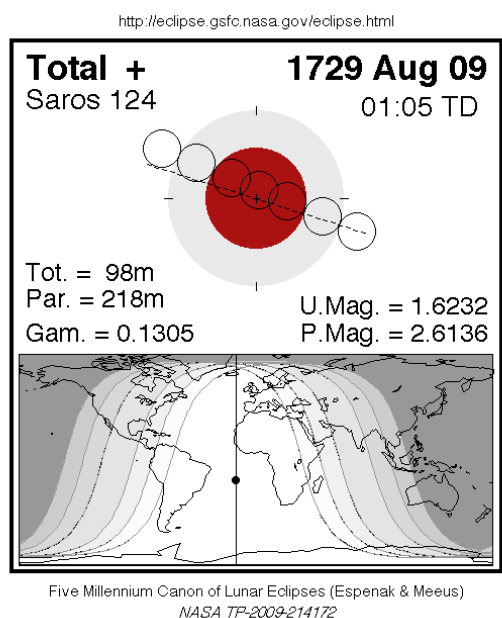 http://eclipse.gsfc.nasa.gov/eclipse.html
Total + 1729 Aug 09
Saros 124 01:05 TD
Tot. = 98m
Par. = 218m U.Mag. = 1.6232
Gam. = 0.1305 P.Mag. = 2.6136
Five Millennium Canon of Lunar Eclipses (Espenak & Meeus)
NASA TP-2009-214172